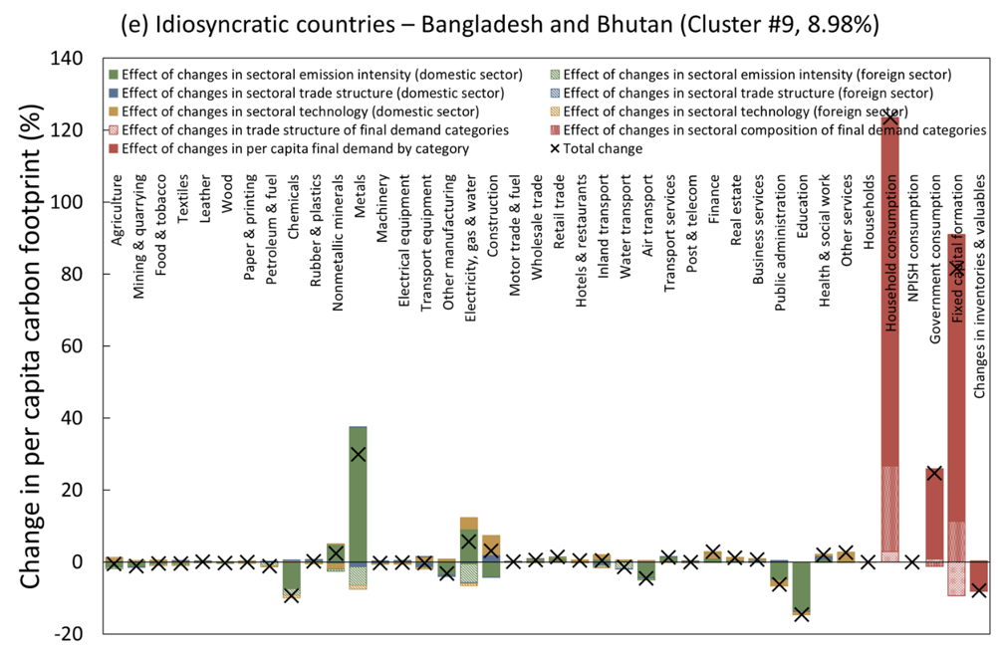 (e) Idiosyncratic countries – Bangladesh and Bhutan (Cluster #9, 8.98%)
Change in per capita carbon footprint (%)
140
120
100
80
60
40
20
0
-20
Effect of changes in sectoral emission intensity (domestic sector)
Effect of changes in sectoral emission intensity (foreign sector)
Effect of changes in sectoral trade structure (domestic sector)
Effect of changes in sectoral trade structure (foreign sector)
Effect of changes in sectoral technology (domestic sector)
Effect of changes in sectoral technology (foreign sector)
Effect of changes in trade structure of final demand categories
Effect of changes in sectoral composition of final demand categories
Effect of changes in per capita final demand by category
Total change
Agriculture
Mining & quarrying
Food & tobacco
Textiles
Leather
Wood
Paper & printing
Petroleum & fuel
Chemicals
Rubber & plastics
Nonmetallic minerals
Metals
Machinery
Electrical equipment
Transport equipment
Other manufacturing
Electricity, gas & water
Construction
Motor trade & fuel
Wholesale trade
Retail trade
Hotels & restaurants
Inland transport
Water transport
Air transport
Transport services
Post & telecom
Finance
Real estate
Business services
Public administration
Education
Health & social work
Other services
Households
Household consumption
NPISH consumption
Government consumption
Fixed capital formation
Changes in inventories & valuables